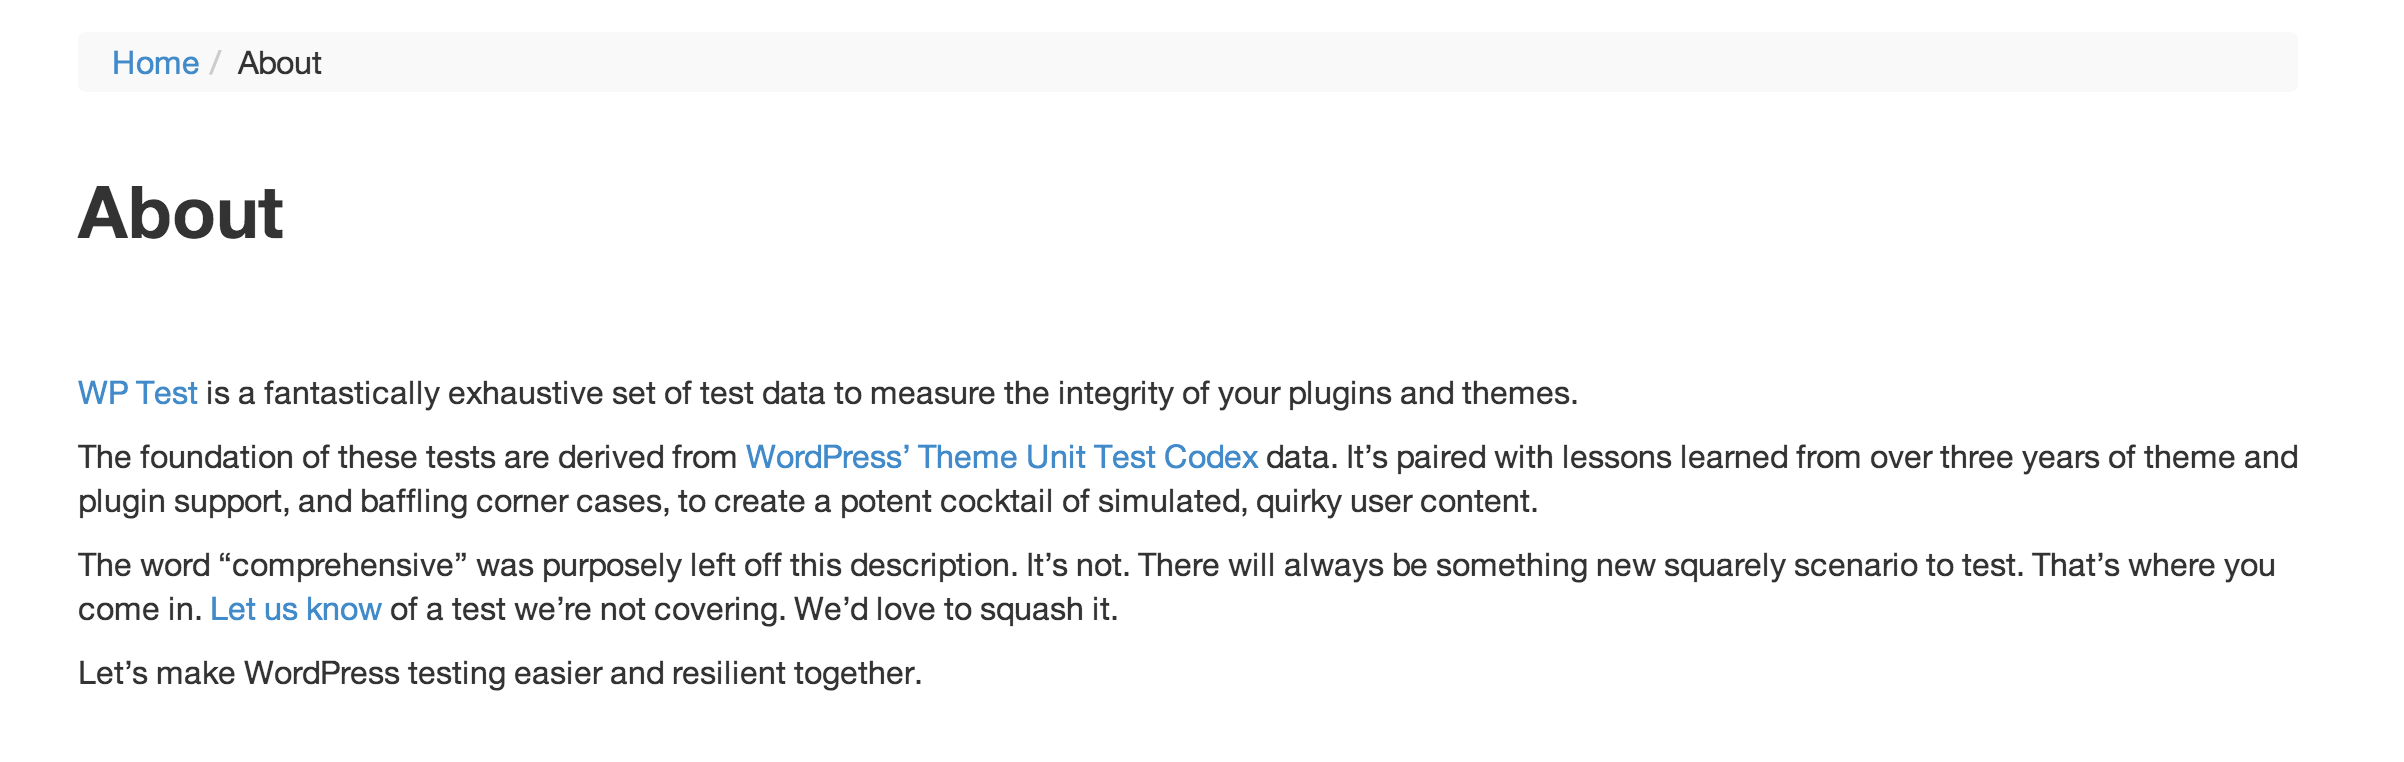 Home / About
About
WP Test is a fantastically exhaustive set of test data to measure the integrity of your plugins and themes.
The foundation of these tests are derived from WordPress’ Theme Unit Test Codex data. It’s paired with lessons learned from over three years of theme and
plugin support, and baffling corner cases, to create a potent cocktail of simulated, quirky user content.
The word “comprehensive” was purposely left off this description. It’s not. There will always be something new squarely scenario to test. That’s where you
come in. Let us know of a test we’re not covering. We’d love to squash it.
Let’s make WordPress testing easier and resilient together.